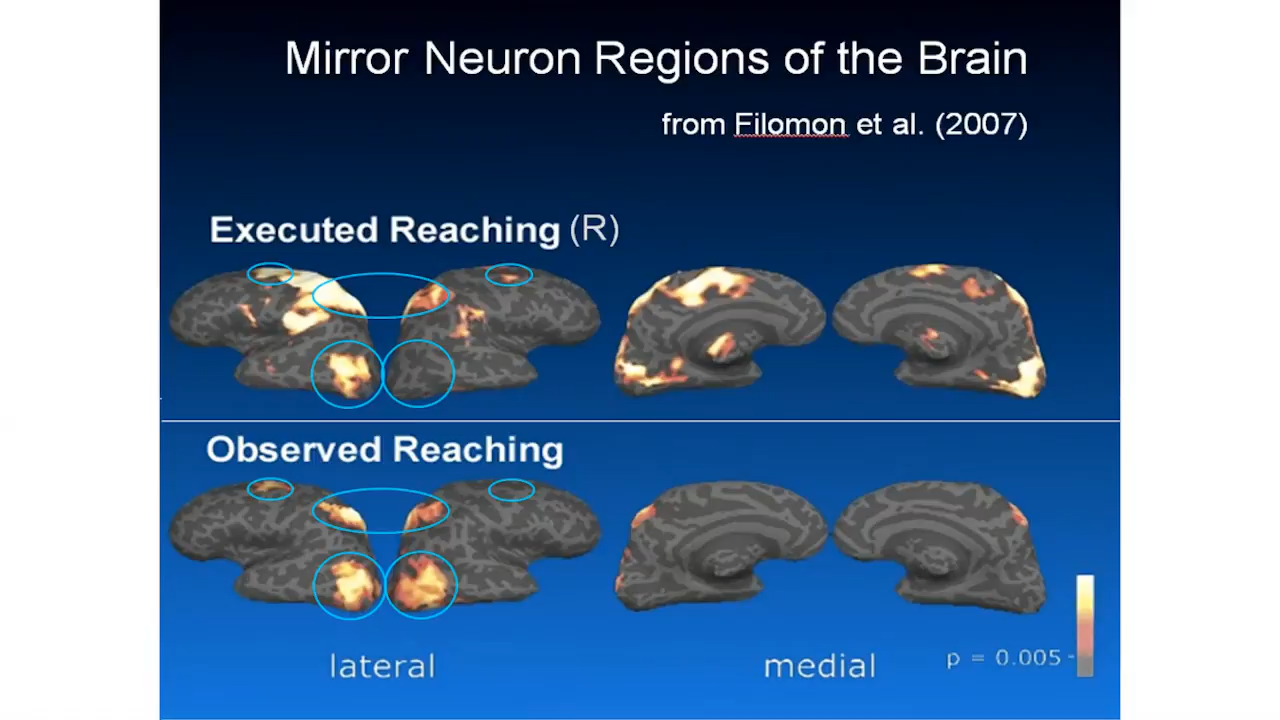 Mirror Neuron Regions of the Brain
from Filomon et al. (2007)
Executed Reaching (R)
Observed Reaching
lateral
medial
p = 0.005